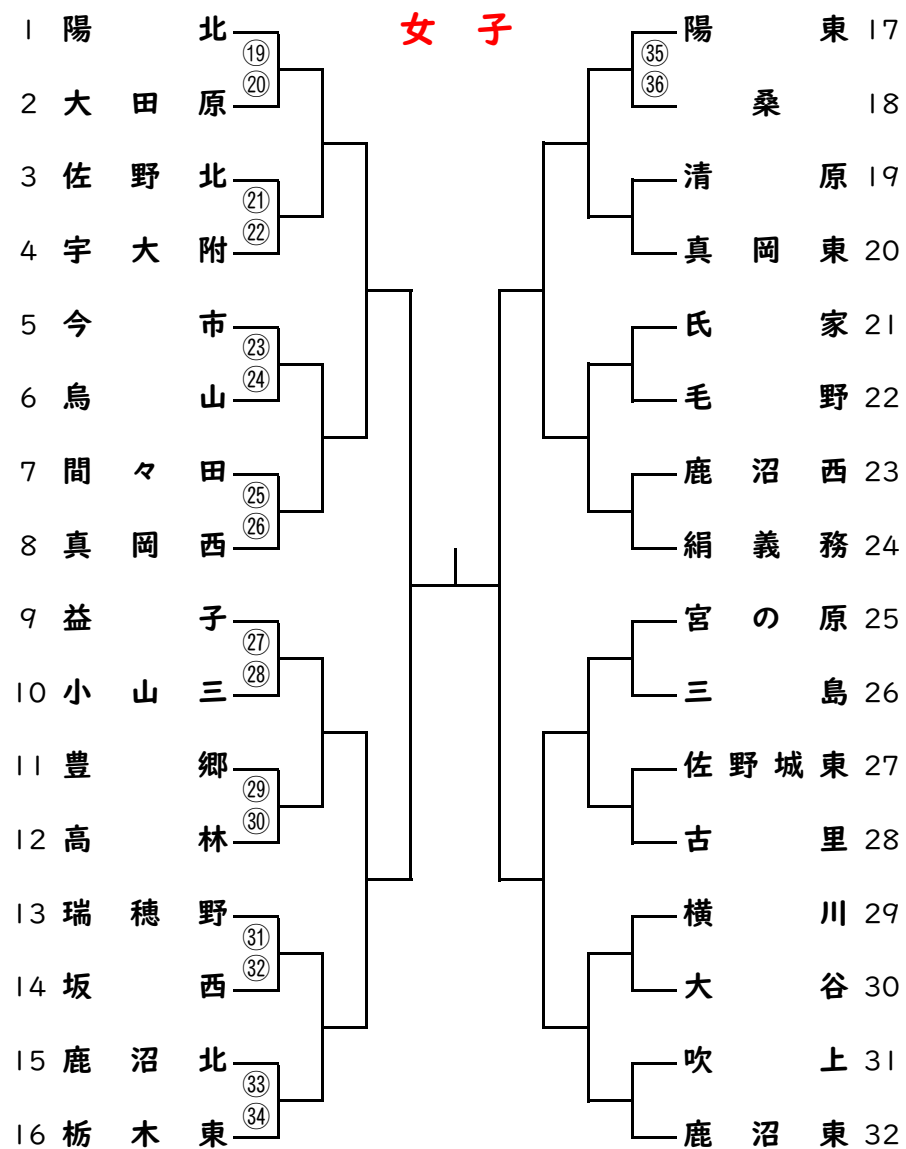 女 子
1 陽 北
⑲
⑳
2 大 田 原
3 佐 野 北
㉑
㉒
4 宇 大 附
5 今 市
㉓
㉔
6 烏 山
7 間 々 田
㉕
㉖
8 真 岡 西
9 益 子
㉗
㉘
10 小 山 三
11 豊 郷
㉙
㉚
12 高 林
13 瑞 穂 野
㉛
㉜
14 坂 西
15 鹿 沼 北
㉝
㉞
16 栃 木 東
陽 東 17
㉟
㊱
桑 18
清 原 19
真 岡 東 20
氏 家 21
毛 野 22
鹿 沼 西 23
絹 義 務 24
宮 の 原 25
三 島 26
佐 野 城 東 27
古 里 28
横 川 29
大 谷 30
吹 上 31
鹿 沼 東 32